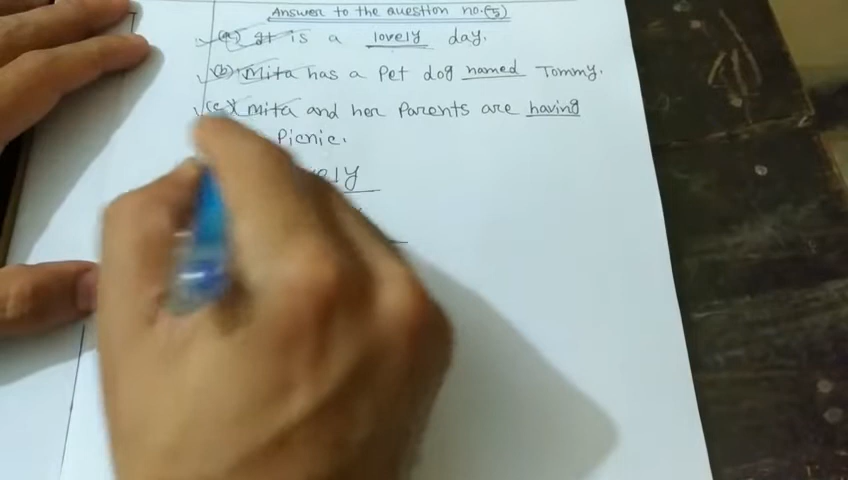 Answer to the question no. (5)
(a) It is a lovely day.
(b) Mita has a pet dog named Tommy.
(c) Mita and her parents are having
Picnic.